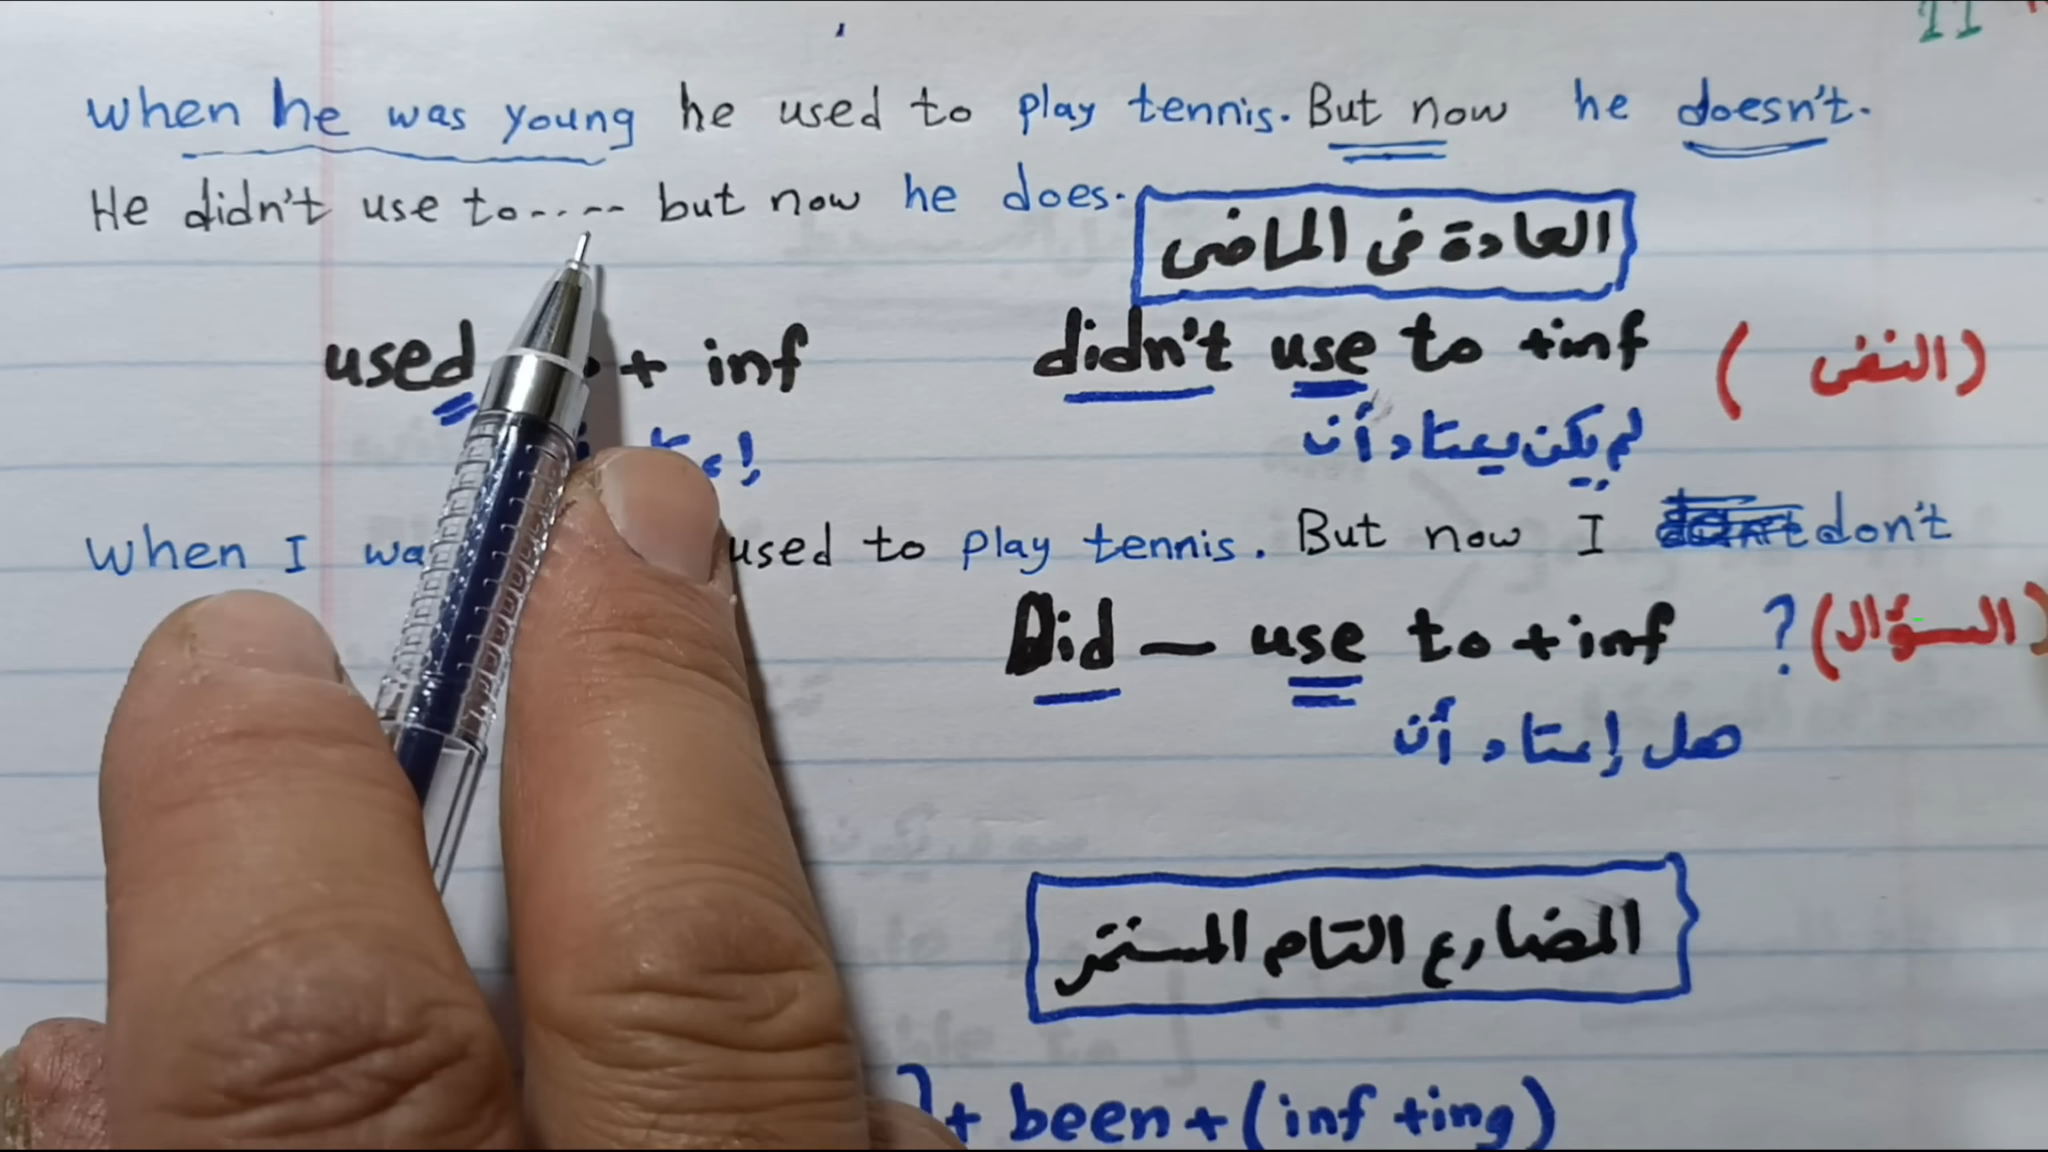 11
when he was young he used to play tennis. But now he doesn't.
He didn't use to----- but now he does.
العادة فى الماضى
used + inf
didn't use to +inf (النفى)
لم يكن يعتاد أن
When I used to play tennis. But now I don't
Did — use to + inf ? (السؤال)
هل إعتاد أن
المضارع التام المستمر
+ been + (inf +ing)